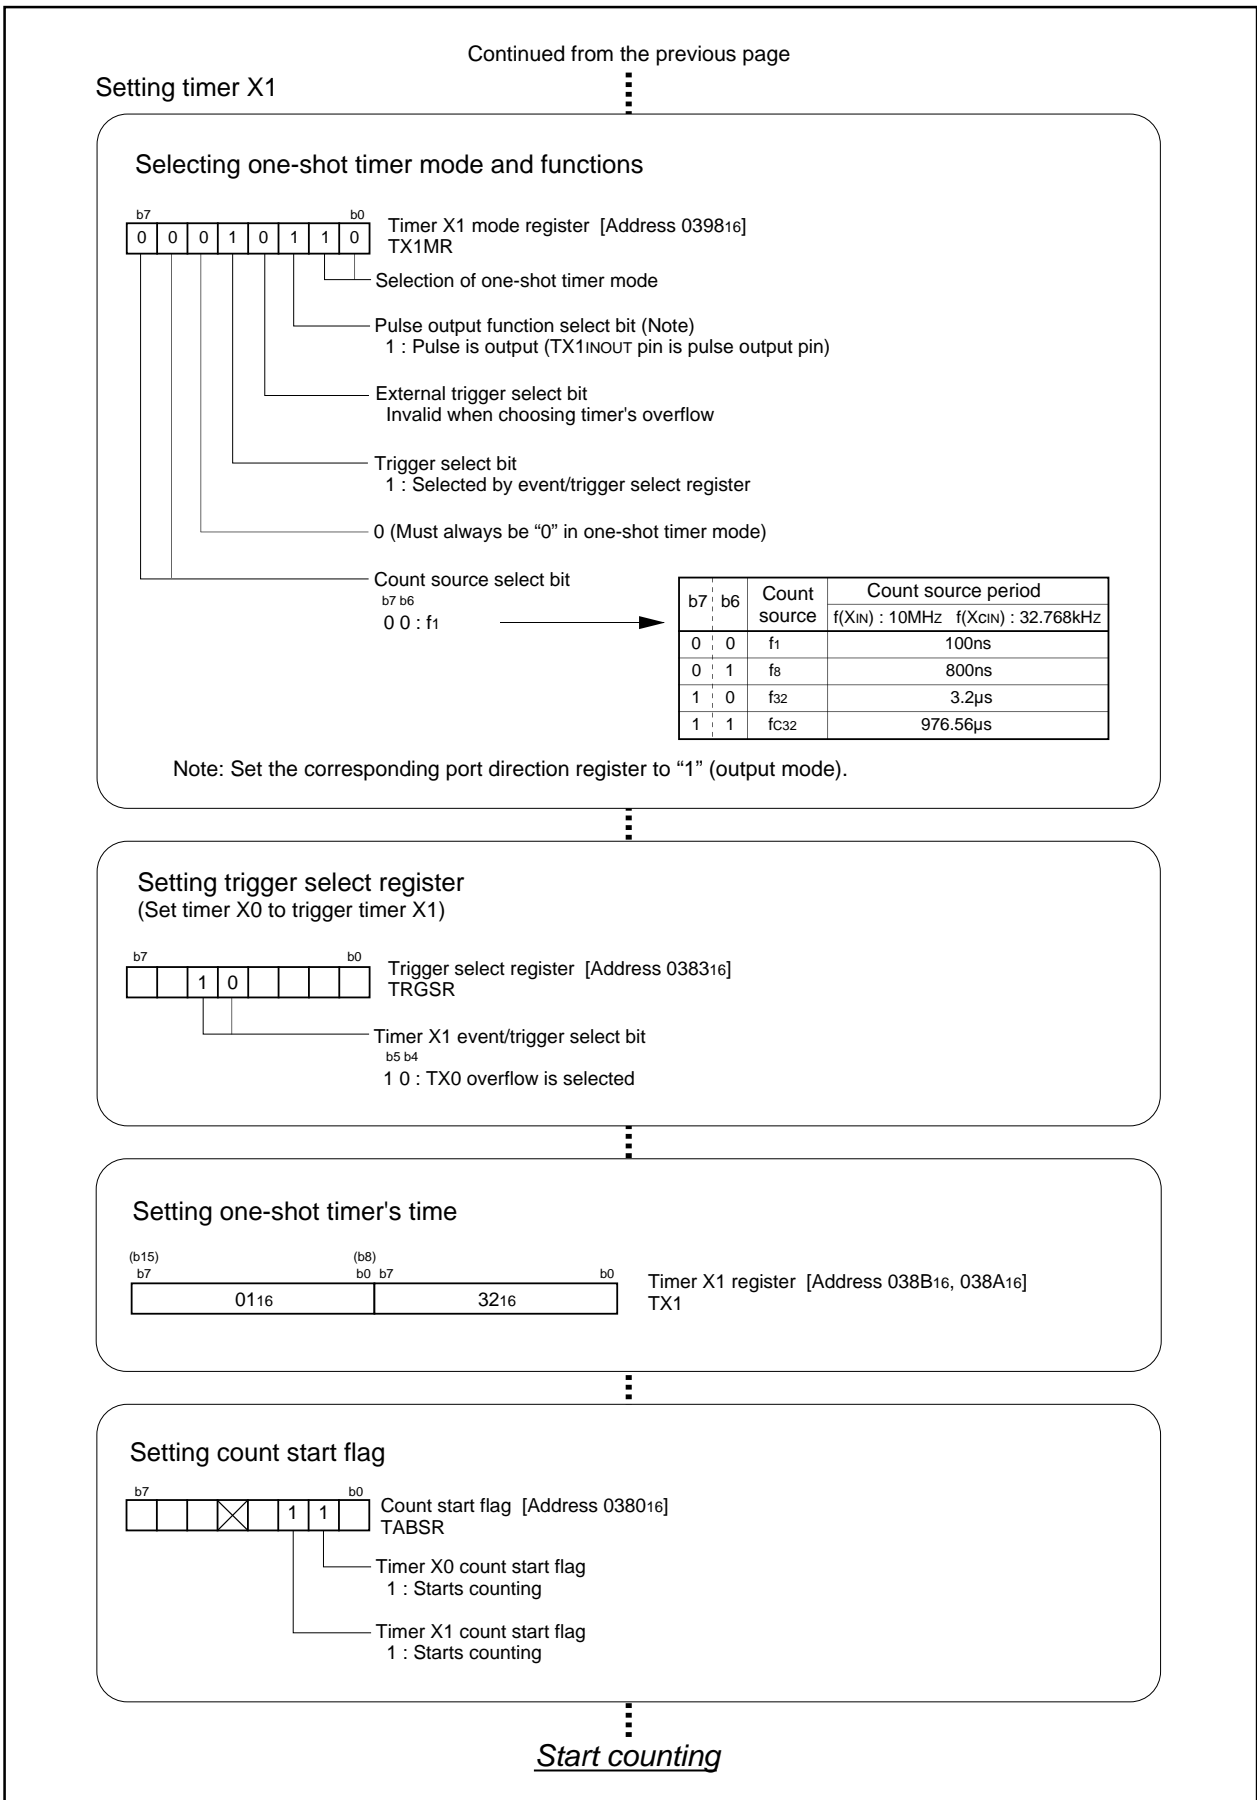 Continued from the previous page
Setting timer X1
Selecting one-shot timer mode and functions
b7 b0
0 0 0 1 0 1 1 0
Timer X1 mode register [Address 039816]
TX1MR
Selection of one-shot timer mode
Pulse output function select bit (Note)
1 : Pulse is output (TX1INOUT pin is pulse output pin)
External trigger select bit
Invalid when choosing timer's overflow
Trigger select bit
1 : Selected by event/trigger select register
0 (Must always be “0” in one-shot timer mode)
Count source select bit
b7 b6
0 0 : f1
b7 b6 Count source Count source period
f(XIN) : 10MHz f(XCIN) : 32.768kHz
0 0 f1 100ns
0 1 f8 800ns
1 0 f32 3.2µs
1 1 fC32 976.56µs
Note: Set the corresponding port direction register to “1” (output mode).
Setting trigger select register
(Set timer X0 to trigger timer X1)
b7 b0
1 0
Trigger select register [Address 038316]
TRGSR
Timer X1 event/trigger select bit
b5 b4
1 0 : TX0 overflow is selected
Setting one-shot timer's time
(b15) (b8)
b7 b0 b7 b0
0116 3216
Timer X1 register [Address 038B16, 038A16]
TX1
Setting count start flag
b7 b0
1 1
Count start flag [Address 038016]
TABSR
Timer X0 count start flag
1 : Starts counting
Timer X1 count start flag
1 : Starts counting
Start counting